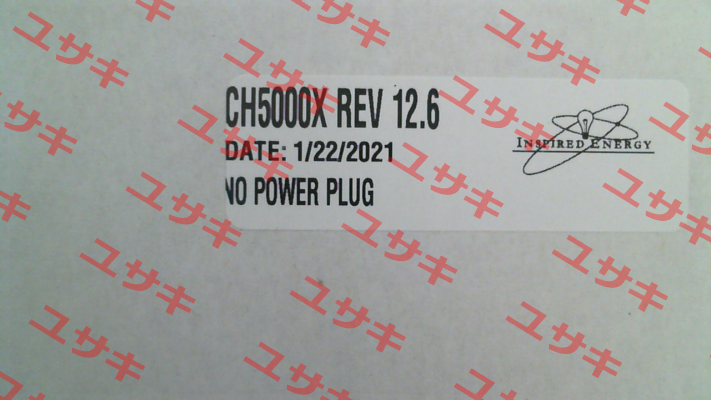 CH5000X REV 12.6
DATE: 1/22/2021
NO POWER PLUG
INSPIRED ENERGY
ユサキ